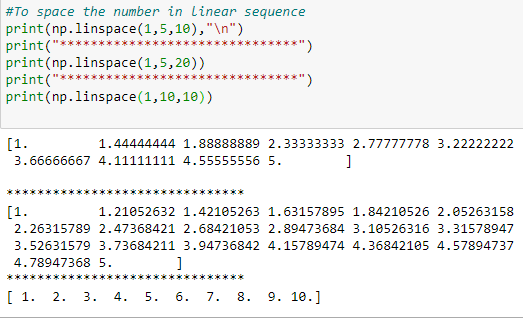 #To space the number in linear sequence
print(np.linspace(1,5,10),"\n")
print("*******************************")
print(np.linspace(1,5,20))
print("*******************************")
print(np.linspace(1,10,10))
[1.         1.44444444 1.88888889 2.33333333 2.77777778 3.22222222
 3.66666667 4.11111111 4.55555556 5.        ]
*******************************
[1.         1.21052632 1.42105263 1.63157895 1.84210526 2.05263158
 2.26315789 2.47368421 2.68421053 2.89473684 3.10526316 3.31578947
 3.52631579 3.73684211 3.94736842 4.15789474 4.36842105 4.57894737
 4.78947368 5.        ]
*******************************
[ 1.  2.  3.  4.  5.  6.  7.  8.  9. 10.]